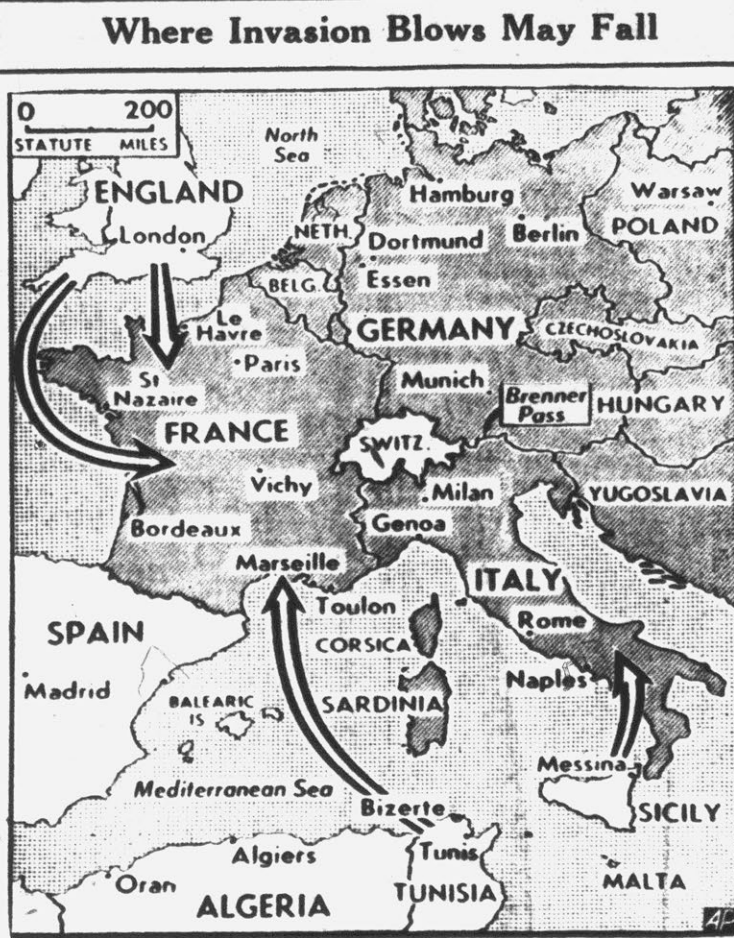 Where Invasion Blows May Fall
0 200
STATUTE MILES
North
Sea
ENGLAND
London
Hamburg
Warsaw
POLAND
NETH.
Dortmund
Berlin
Essen
BELG.
Le
Havre
GERMANY
CZECHOSLOVAKIA
Paris
St
Nazaire
Munich
Brenner
Pass
HUNGARY
FRANCE
SWITZ.
Vichy
Milan
YUGOSLAVIA
Bordeaux
Genoa
Marseille
ITALY
Toulon
SPAIN
CORSICA
Rome
Madrid
BALEARIC
IS
SARDINIA
Naples
Mediterranean Sea
Messina
Bizerte
SICILY
Algiers
Tunis
Oran
ALGERIA
TUNISIA
MALTA
AP